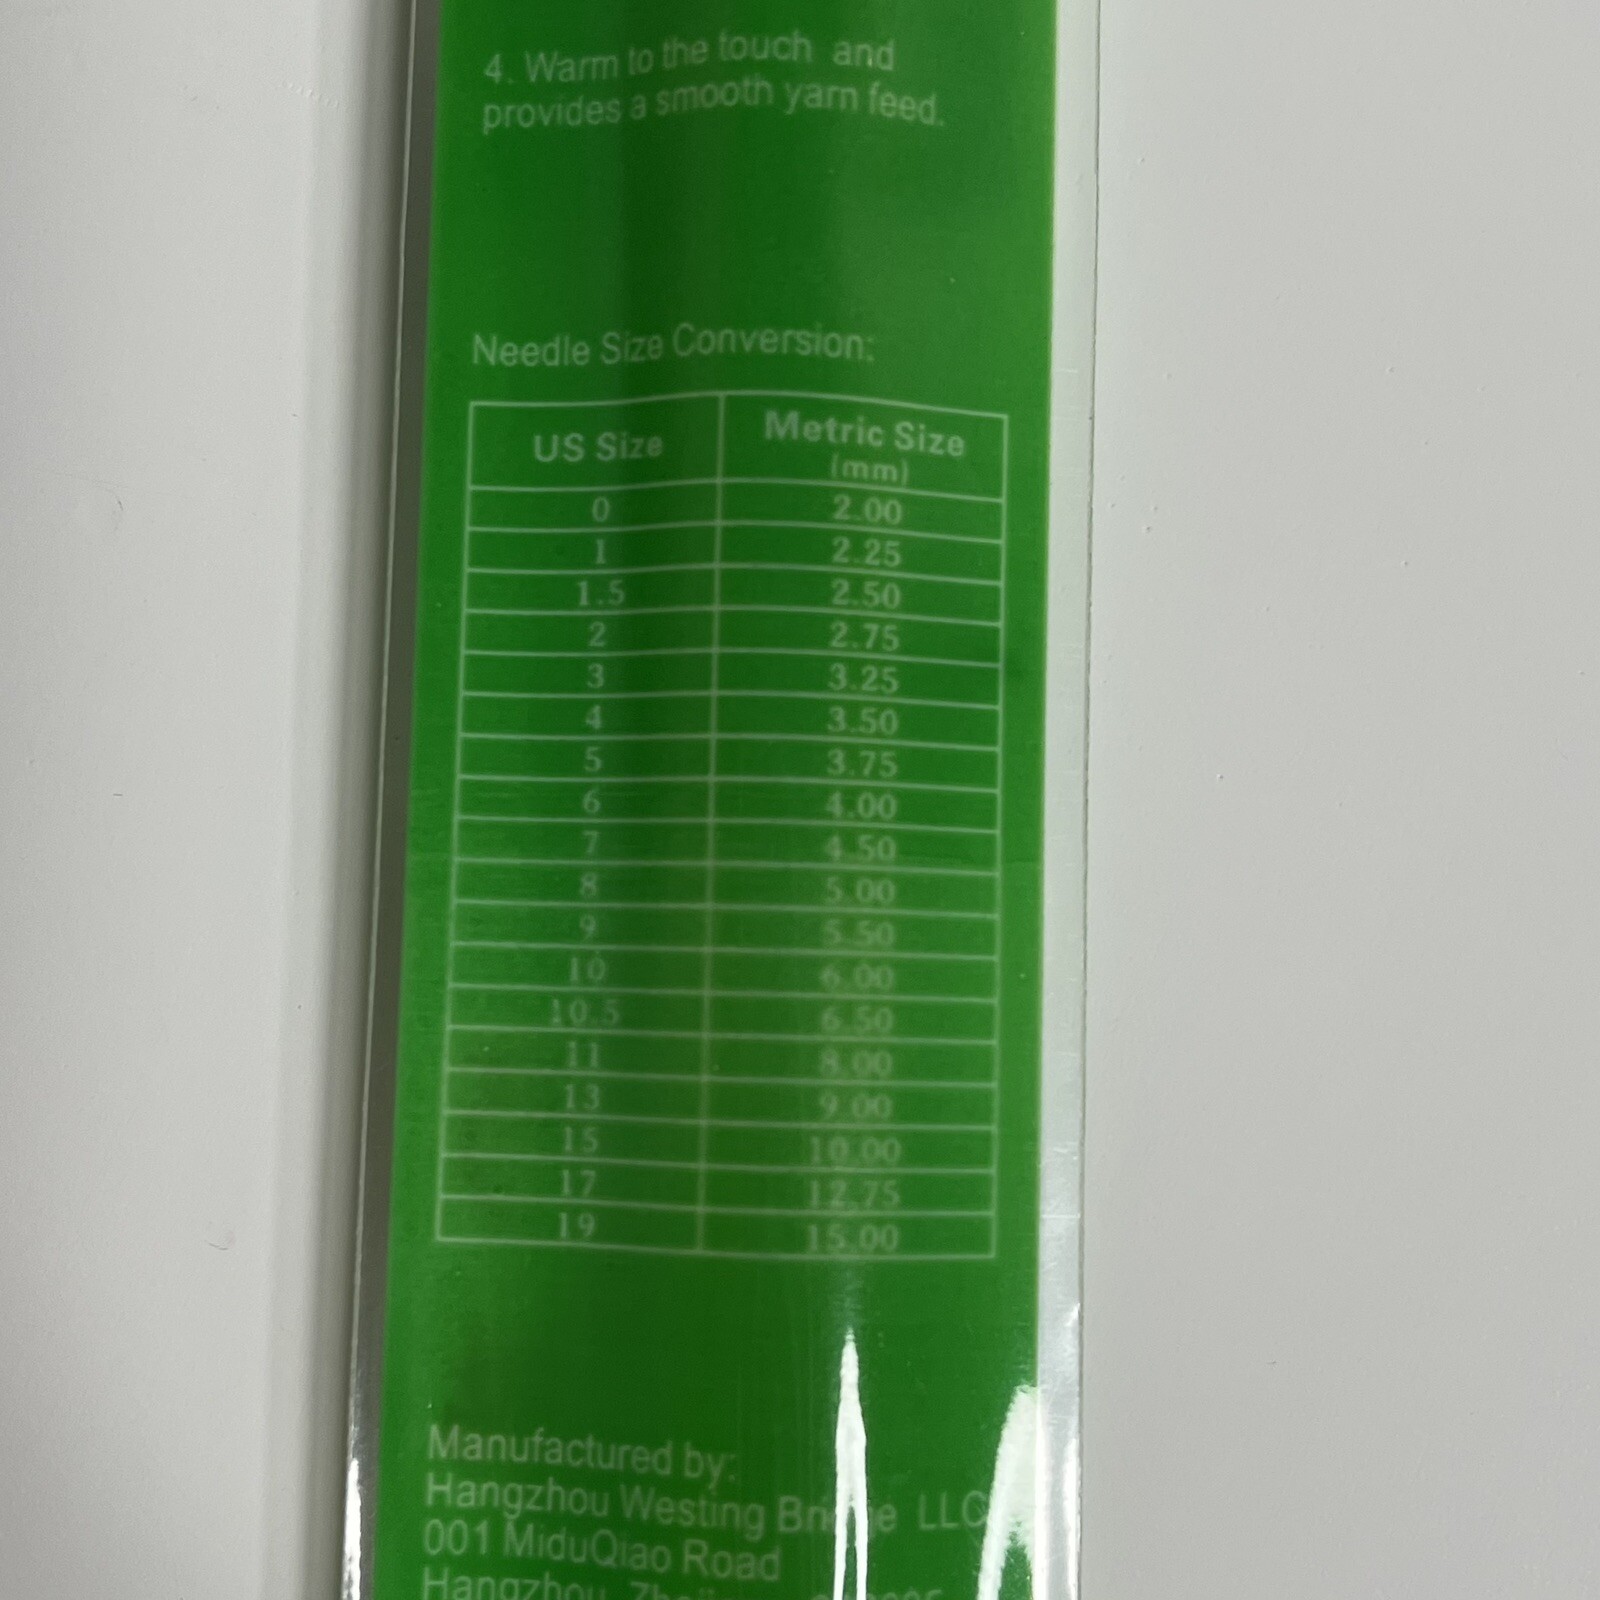 4. Warm to the touch and
provides a smooth yarn feed.
Needle Size Conversion:
US Size Metric Size
(mm)
0 2.00
1 2.25
1.5 2.50
2 2.75
3 3.25
4 3.50
5 3.75
6 4.00
7 4.50
8 5.00
9 5.50
10 6.00
10.5 6.50
11 8.00
13 9.00
15 10.00
17 12.75
19 15.00
Manufactured by:
Hangzhou Westing LLC
001 MiduQiao Road
Hangzhou